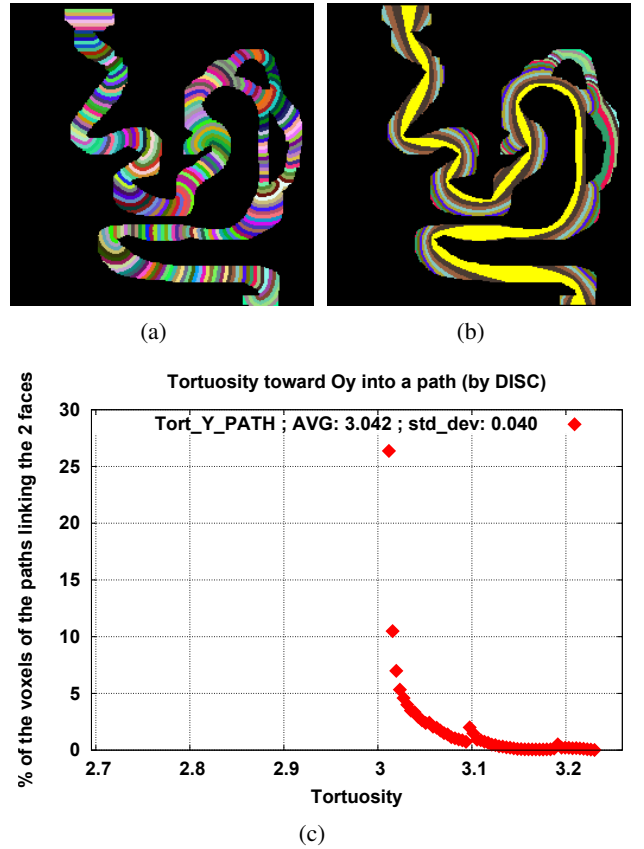 (a)
(b)
Tortuosity toward Oy into a path (by DISC)
% of the voxels of the paths linking the 2 faces
30
25
20
15
10
5
0
Tort_Y_PATH ; AVG: 3.042 ; std_dev: 0.040
2.7 2.8 2.9 3 3.1 3.2
Tortuosity
(c)